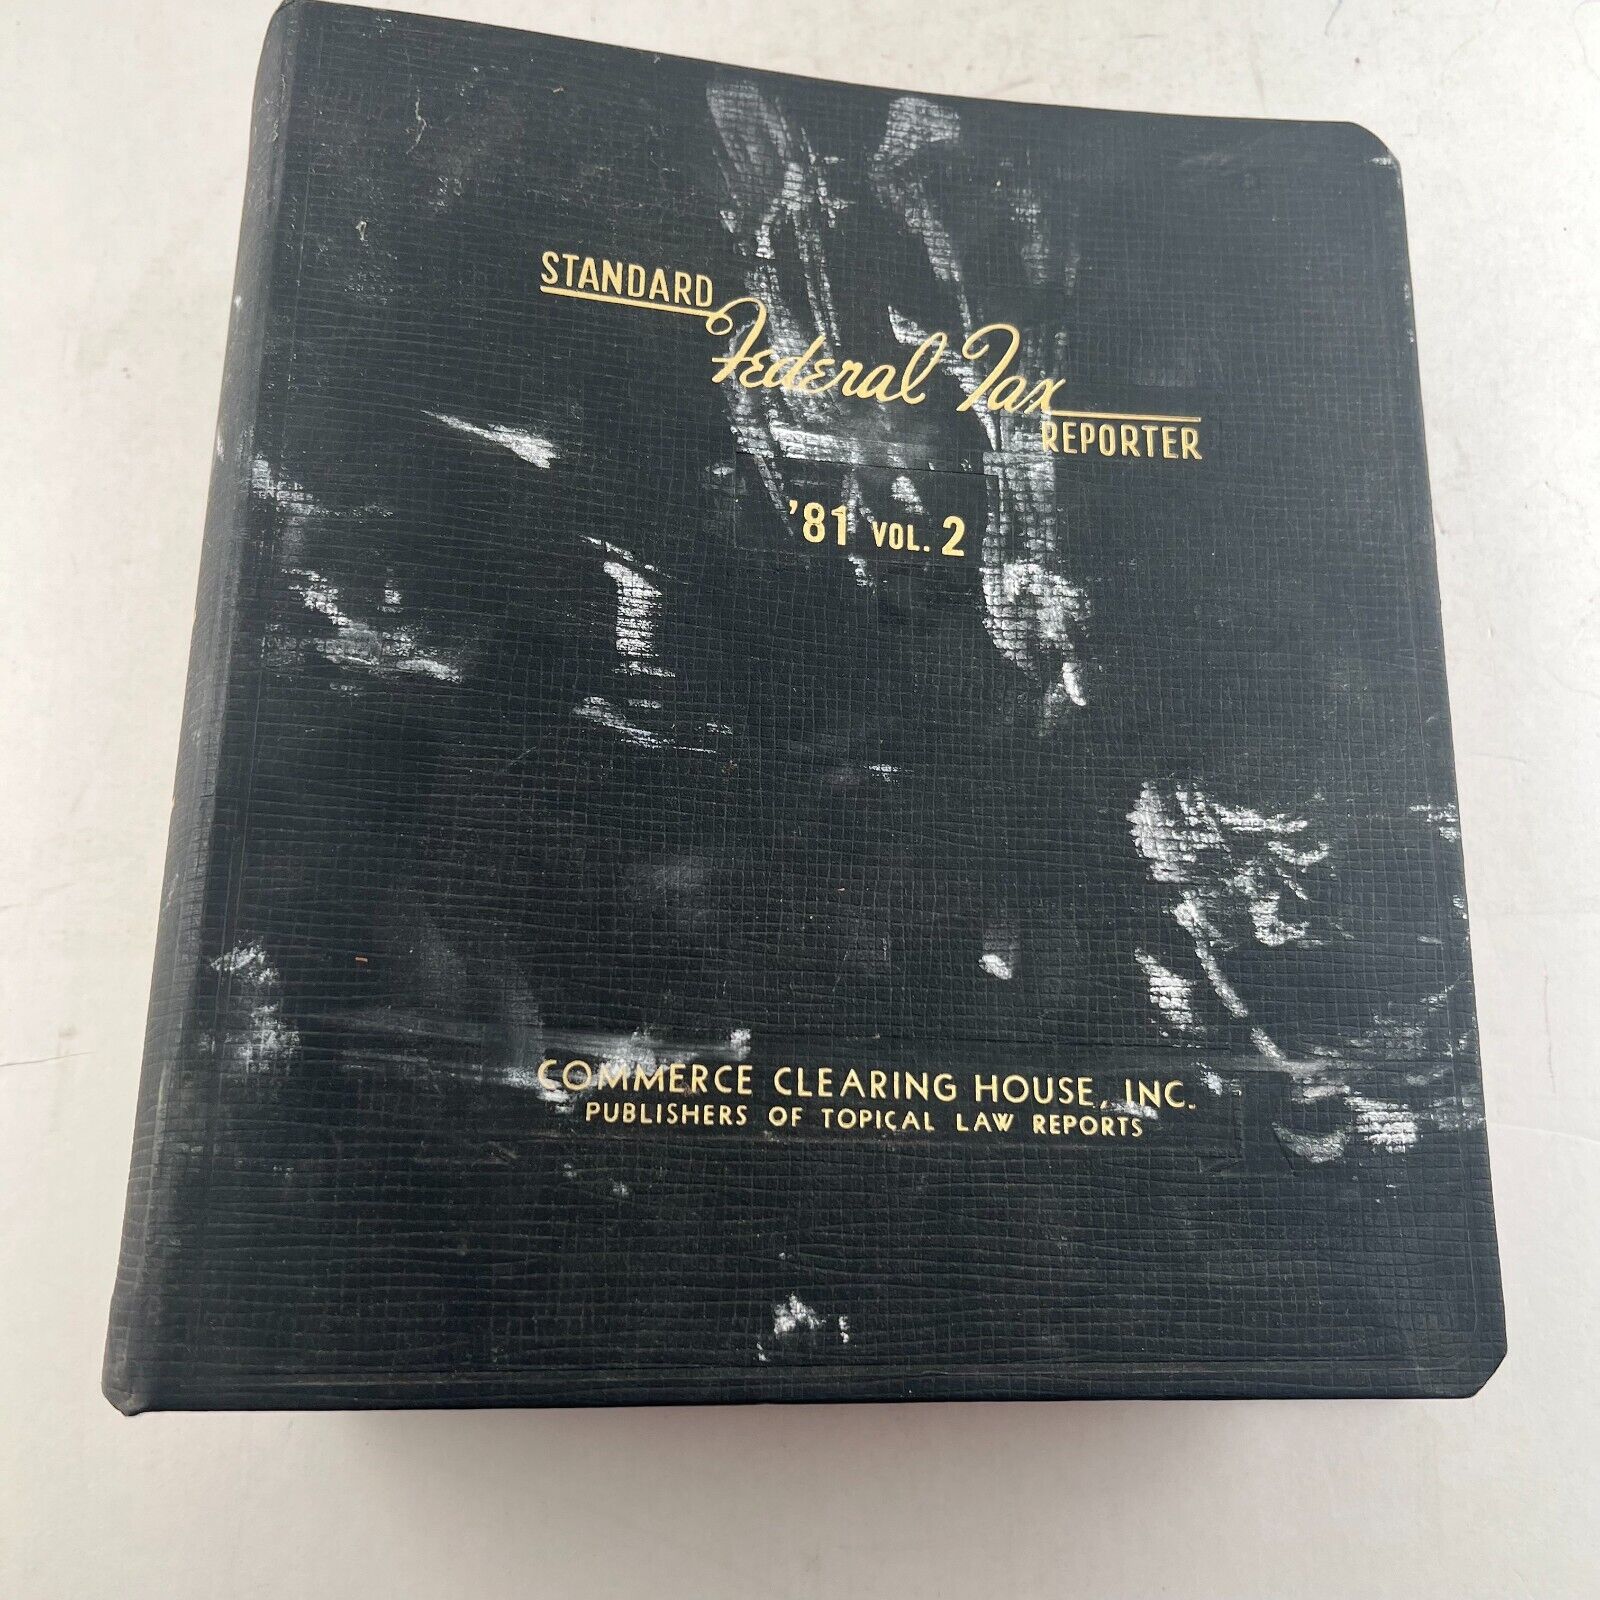 STANDARD
Federal Tax
REPORTER
'81 VOL. 2
COMMERCE CLEARING HOUSE, INC.
PUBLISHERS OF TOPICAL LAW REPORTS